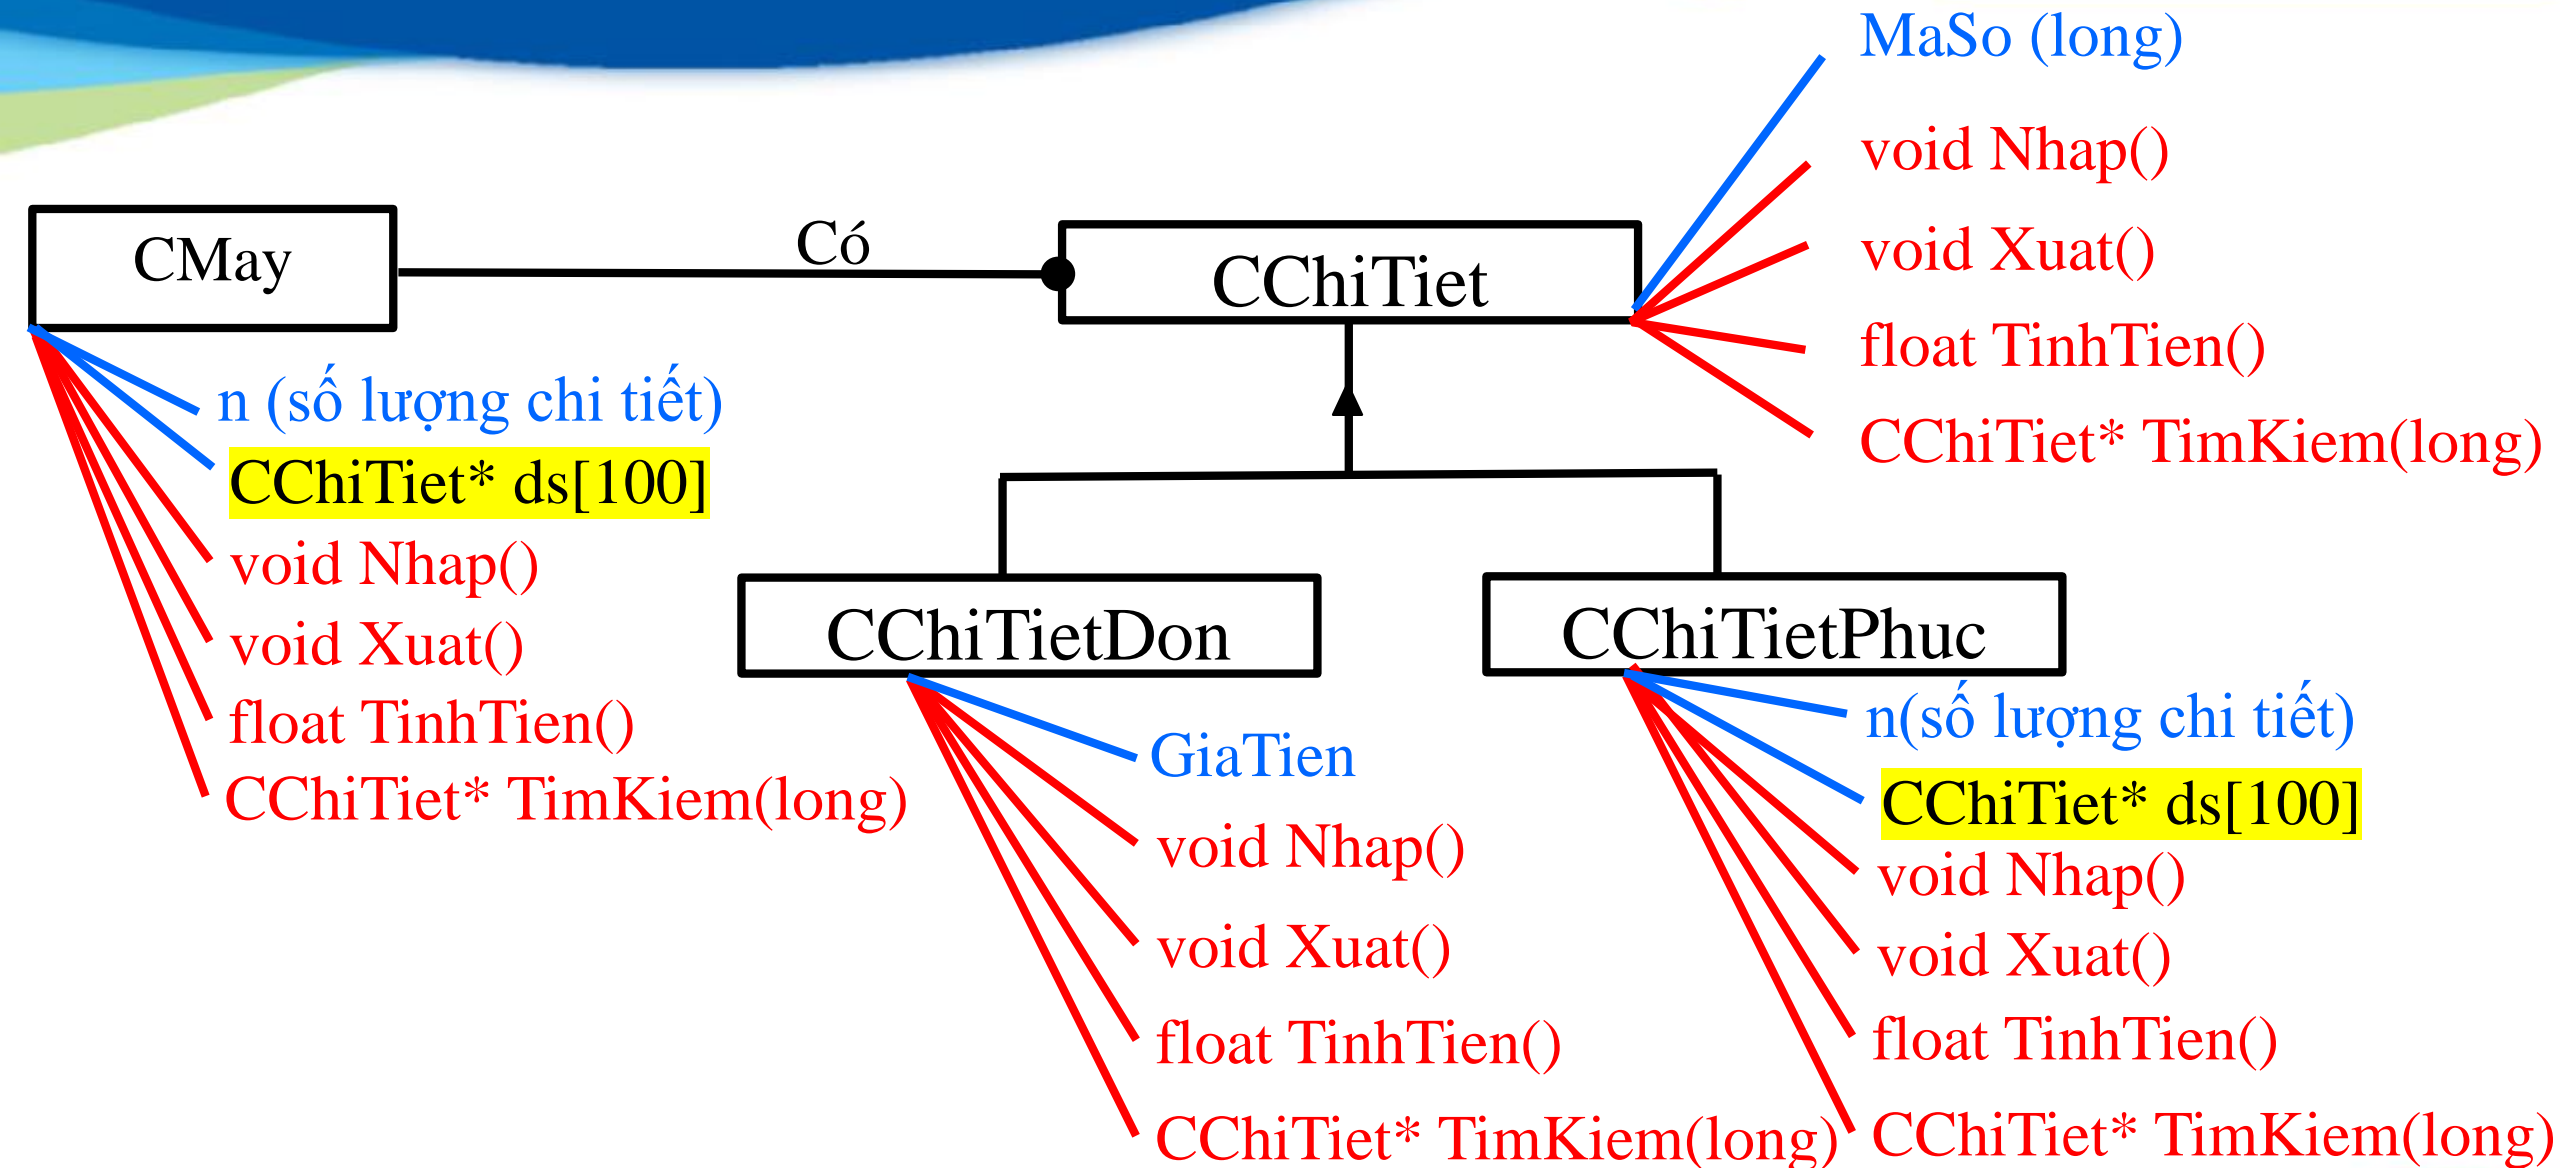 MaSo (long)
void Nhap()
void Xuat()
float TinhTien()
CChiTiet* TimKiem(long)
CMay
Có
CChiTiet
n (số lượng chi tiết)
CChiTiet* ds[100]
void Nhap()
void Xuat()
float TinhTien()
CChiTiet* TimKiem(long)
CChiTietDon
GiaTien
void Nhap()
void Xuat()
float TinhTien()
CChiTiet* TimKiem(long)
CChiTietPhuc
n(số lượng chi tiết)
CChiTiet* ds[100]
void Nhap()
void Xuat()
float TinhTien()
CChiTiet* TimKiem(long)